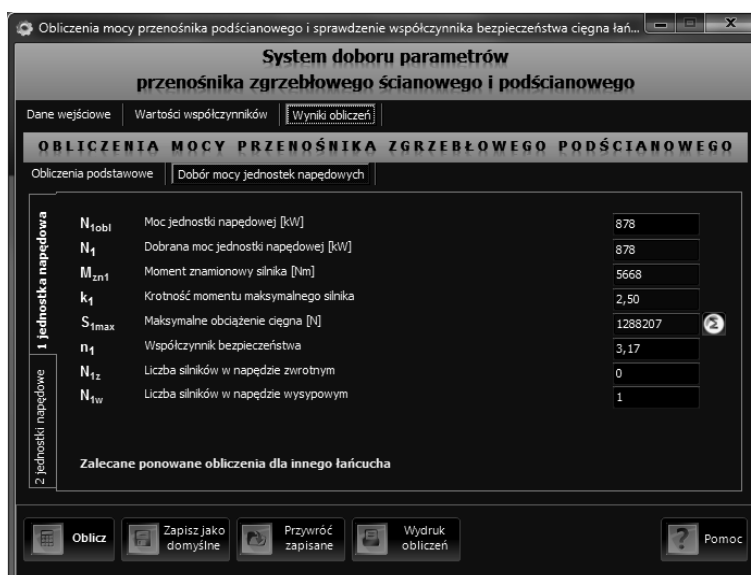 Obliczenia mocy przenośnika podścianowego i sprawdzenie współczynnika bezpieczeństwa cięgna łań...
System doboru parametrów
przenośnika zgrzebłowego ścianowego i podścianowego
Dane wejściowe Wartości współczynników Wyniki obliczeń
OBLICZENIA MOCY PRZENOŚNIKA ZGRZEBŁOWEGO PODŚCIANOWEGO
Obliczenia podstawowe Dobór mocy jednostek napędowych
1 jednostka napędowa
2 jednostki napędowe
N1obl Moc jednostki napędowej [kW] 878
N1 Dobrana moc jednostki napędowej [kW] 878
Mzn1 Moment znamionowy silnika [Nm] 5668
k1 Krotność momentu maksymalnego silnika 2,50
S1max Maksymalne obciążenie cięgna [N] 1288207 Σ
n1 Współczynnik bezpieczeństwa 3,17
N1z Liczba silników w napędzie zwrotnym 0
N1w Liczba silników w napędzie wysypowym 1
Zalecane ponowane obliczenia dla innego łańcucha
Oblicz
Zapisz jako
domyślne
Przywróć
zapisane
Wydruk
obliczeń
? Pomoc